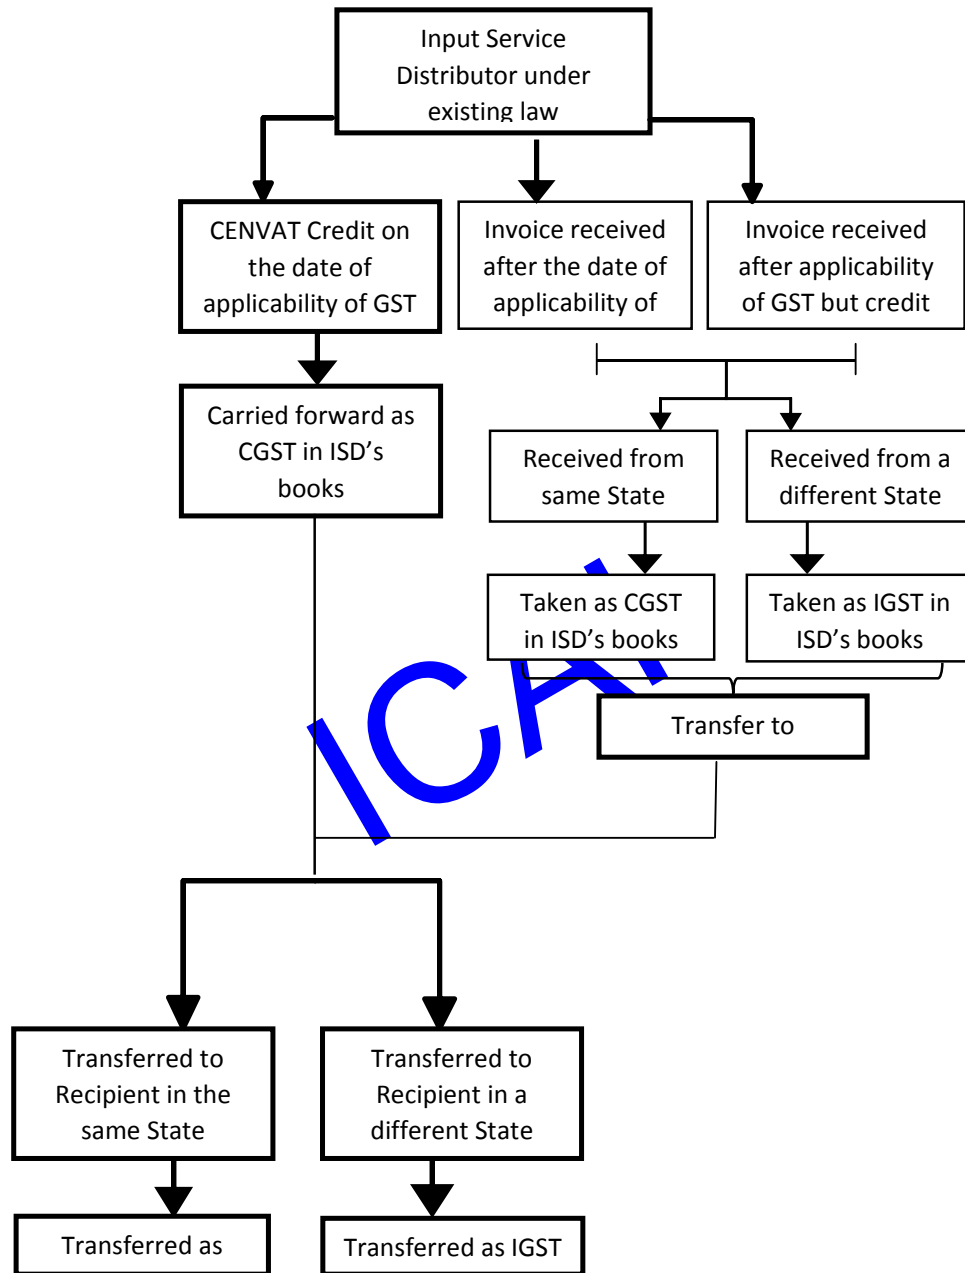 Input Service
Distributor under
existing law
CENVAT Credit on
the date of
applicability of GST
Invoice received
after the date of
applicability of
Invoice received
after applicability
of GST but credit
Carried forward as
CGST in ISD's
books
Received from
same State
Received from a
different State
Taken as CGST
in ISD's books
Taken as IGST in
ISD's books
ICAI
Transfer to
Transferred to
Recipient in the
same State
Transferred to
Recipient in a
different State
Transferred as
Transferred as IGST